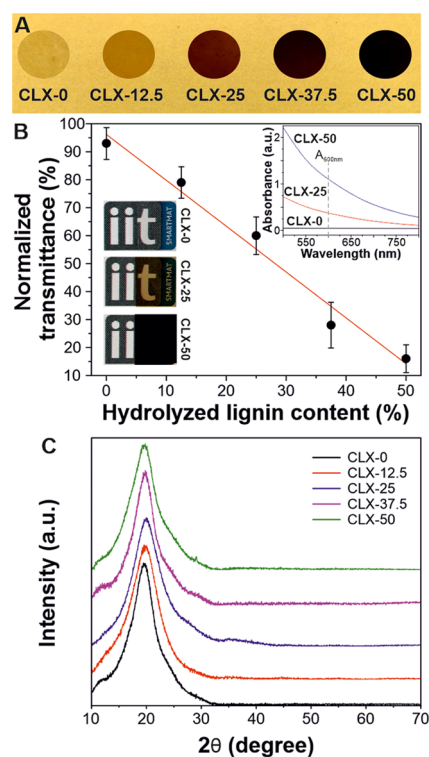 A
CLX-0 CLX-12.5 CLX-25 CLX-37.5 CLX-50
B
100
90
80
70
60
50
40
30
20
10
Normalized
transmittance (%)
0 10 20 30 40 50
Hydrolyzed lignin content (%)
iit SMARTMAT CLX-0
iit SMARTMAT CLX-25
ii CLX-50
CLX-50
A600nm
CLX-25
CLX-0
2
1
0
Absorbance (a.u.)
500 600 700
Wavelength (nm)
C
CLX-0
CLX-12.5
CLX-25
CLX-37.5
CLX-50
Intensity (a.u.)
10 20 30 40 50 60 70
2θ (degree)